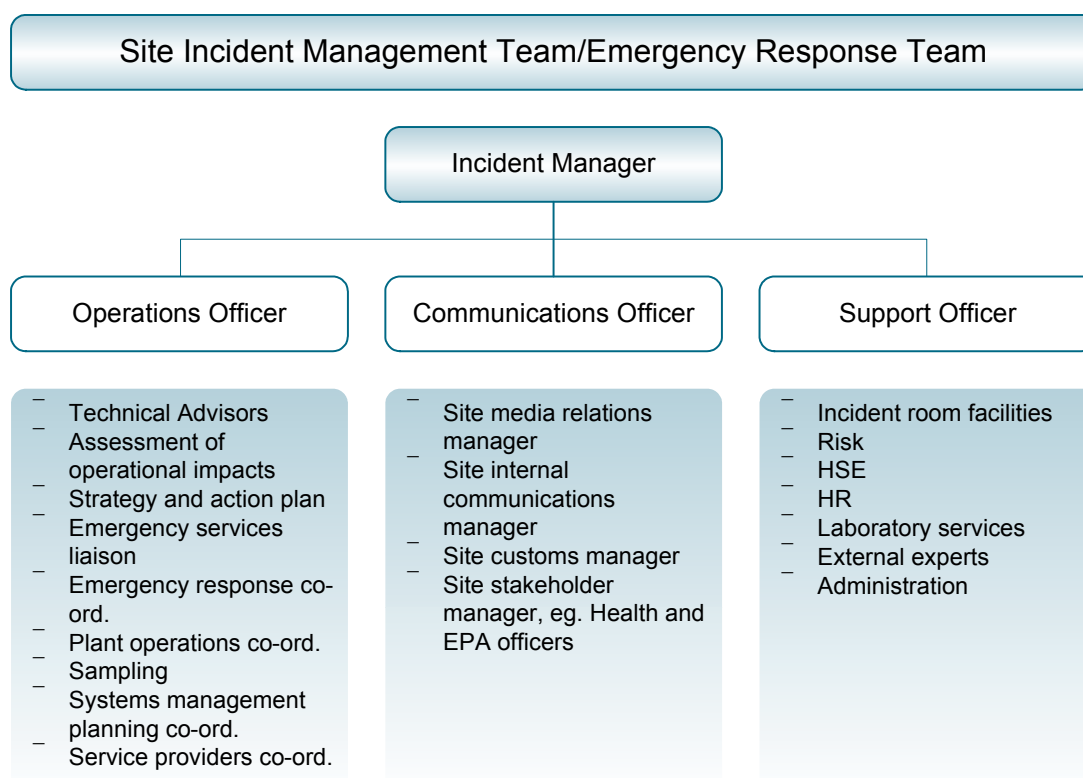 Site Incident Management Team/Emergency Response Team
Incident Manager
Operations Officer
Communications Officer
Support Officer
– Technical Advisors
– Assessment of
operational impacts
– Strategy and action plan
– Emergency services
liaison
– Emergency response co-
ord.
– Plant operations co-ord.
– Sampling
– Systems management
planning co-ord.
– Service providers co-ord.
– Site media relations
manager
– Site internal
communications
manager
– Site customs manager
– Site stakeholder
manager, eg. Health and
EPA officers
– Incident room facilities
– Risk
– HSE
– HR
– Laboratory services
– External experts
– Administration